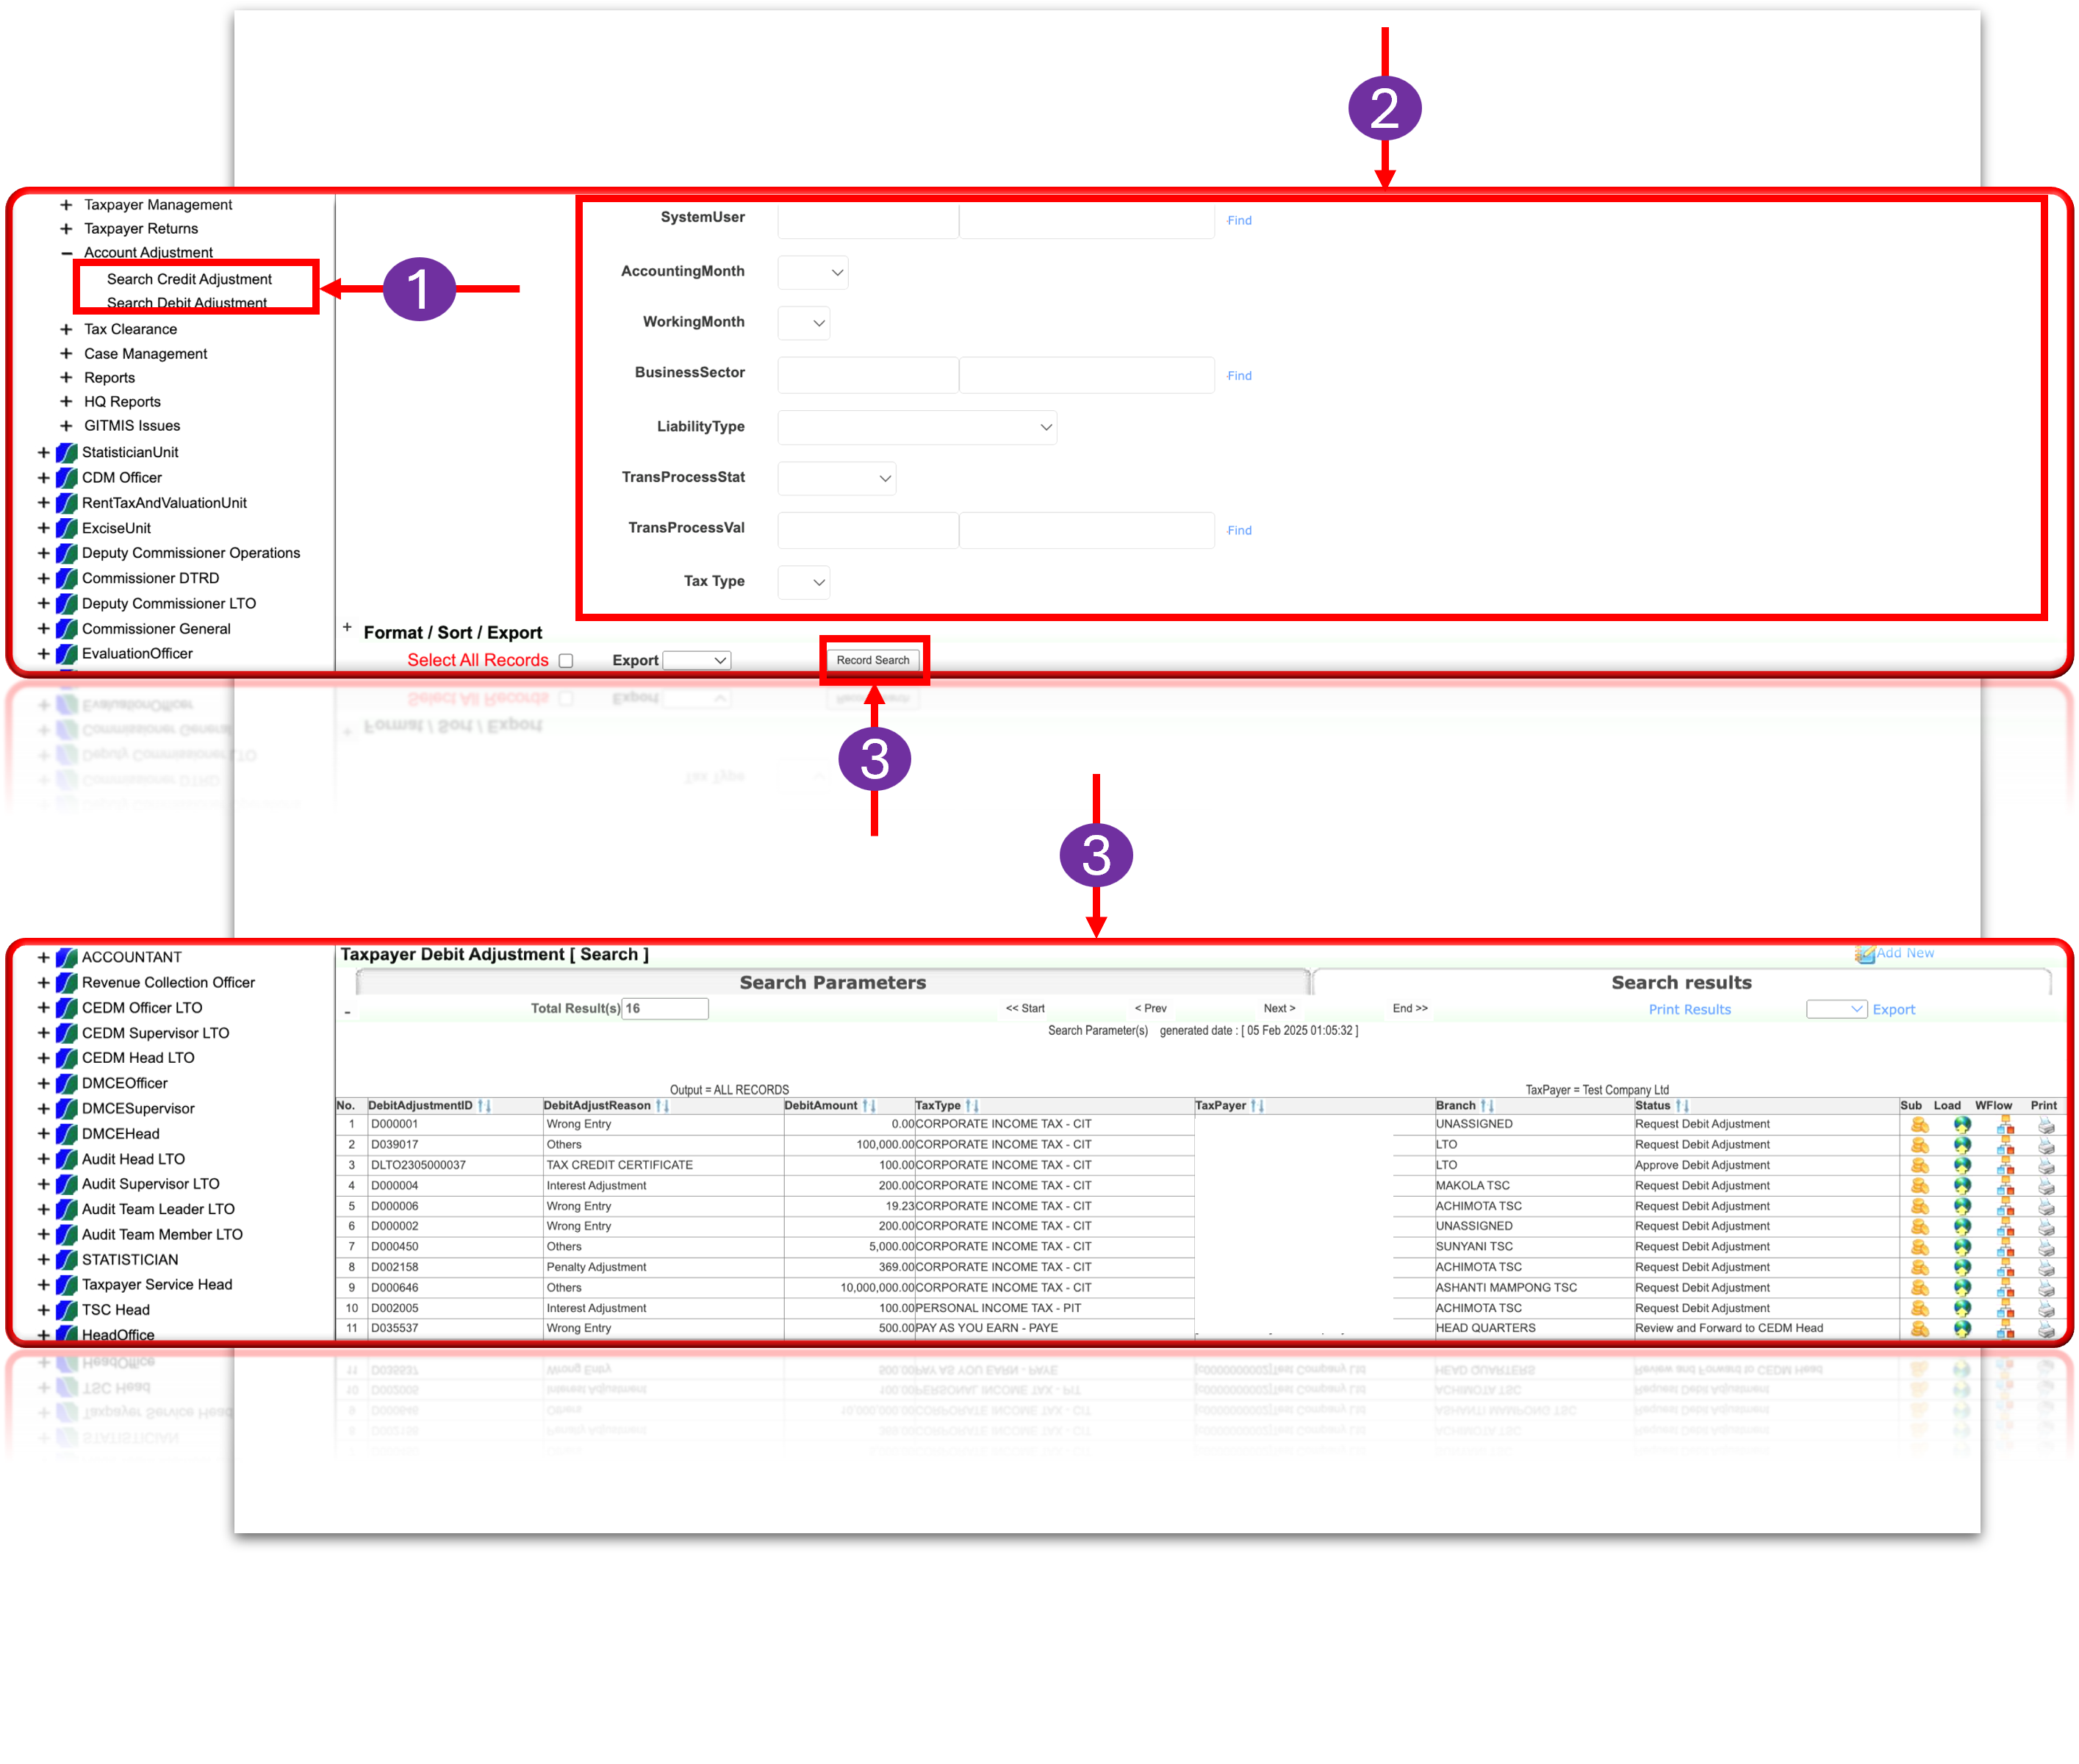 2
Taxpayer Management
Taxpayer Returns
Account Adjustment
Search Credit Adjustment
Search Debit Adjustment
Tax Clearance
Case Management
Reports
HQ Reports
GITMIS Issues
StatisticianUnit
CDM Officer
RentTaxAndValuationUnit
ExciseUnit
Deputy Commissioner Operations
Commissioner DTRD
Deputy Commissioner LTO
Commissioner General
EvaluationOfficer
1
SystemUser Find
AccountingMonth
WorkingMonth
BusinessSector Find
LiabilityType
TransProcessStat
TransProcessVal Find
Tax Type
+ Format / Sort / Export
Select All Records Export Record Search
3
3
ACCOUNTANT
Revenue Collection Officer
CEDM Officer LTO
CEDM Supervisor LTO
CEDM Head LTO
DMCEOfficer
DMCESupervisor
DMCEHead
Audit Head LTO
Audit Supervisor LTO
Audit Team Leader LTO
Audit Team Member LTO
STATISTICIAN
Taxpayer Service Head
TSC Head
HeadOffice
Taxpayer Debit Adjustment [ Search ] Add New
Search Parameters Search results
- Total Result(s) 16 << Start < Prev Next > End >> Print Results Export
Search Parameter(s) generated date : [ 05 Feb 2025 01:05:32 ]
Output = ALL RECORDS TaxPayer = Test Company Ltd
No. DebitAdjustmentID DebitAdjustReason DebitAmount TaxType TaxPayer Branch Status Sub Load WFlow Print
1 D000001 Wrong Entry 0.00 CORPORATE INCOME TAX - CIT UNASSIGNED Request Debit Adjustment
2 D039017 Others 100,000.00 CORPORATE INCOME TAX - CIT LTO Request Debit Adjustment
3 DLTO2305000037 TAX CREDIT CERTIFICATE 100.00 CORPORATE INCOME TAX - CIT LTO Approve Debit Adjustment
4 D000004 Interest Adjustment 200.00 CORPORATE INCOME TAX - CIT MAKOLA TSC Request Debit Adjustment
5 D000006 Wrong Entry 19.23 CORPORATE INCOME TAX - CIT ACHIMOTA TSC Request Debit Adjustment
6 D000002 Wrong Entry 200.00 CORPORATE INCOME TAX - CIT UNASSIGNED Request Debit Adjustment
7 D000450 Others 5,000.00 CORPORATE INCOME TAX - CIT SUNYANI TSC Request Debit Adjustment
8 D002158 Penalty Adjustment 369.00 CORPORATE INCOME TAX - CIT ACHIMOTA TSC Request Debit Adjustment
9 D000646 Others 10,000,000.00 CORPORATE INCOME TAX - CIT ASHANTI MAMPONG TSC Request Debit Adjustment
10 D002005 Interest Adjustment 100.00 PERSONAL INCOME TAX - PIT ACHIMOTA TSC Request Debit Adjustment
11 D035537 Wrong Entry 500.00 PAY AS YOU EARN - PAYE HEAD QUARTERS Review and Forward to CEDM Head